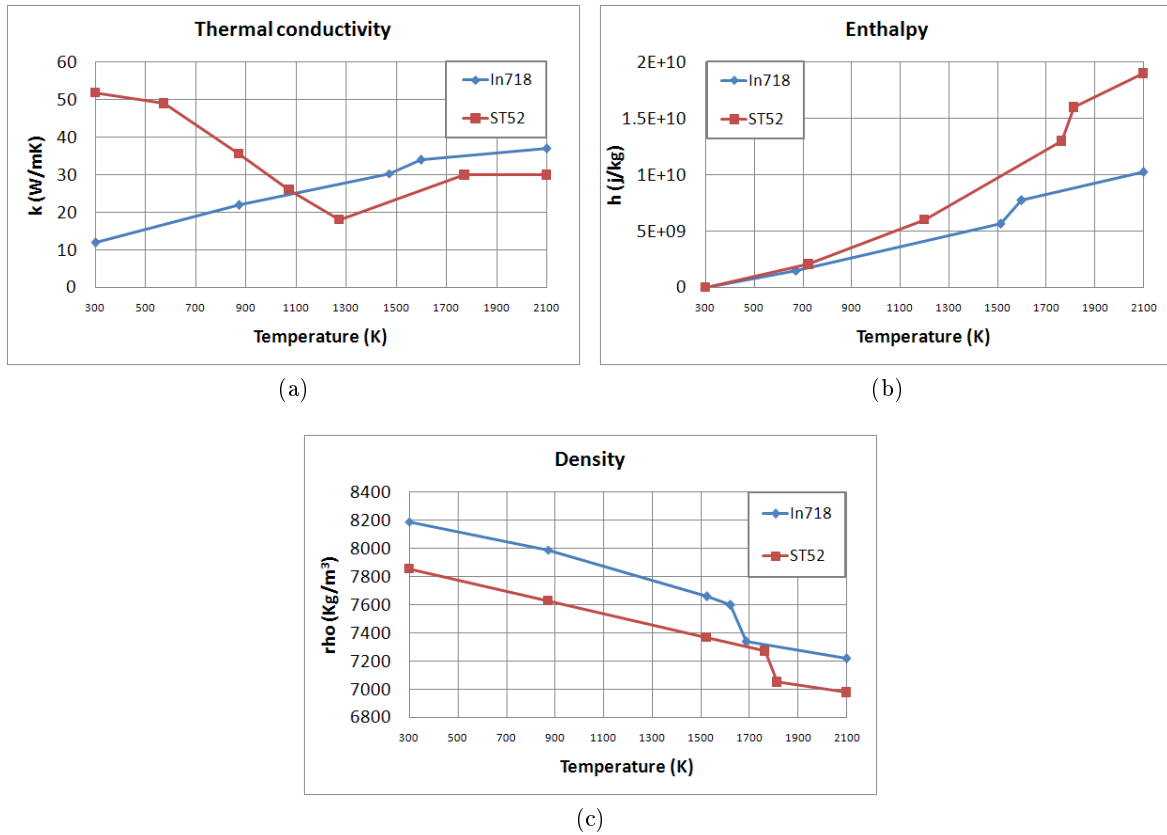 Thermal conductivity
60
50
40
30
20
10
0
k (W/mK)
In718
ST52
300 500 700 900 1100 1300 1500 1700 1900 2100
Temperature (K)
(a)
Enthalpy
2E+10
1.5E+10
1E+10
5E+09
0
h (j/kg)
In718
ST52
300 500 700 900 1100 1300 1500 1700 1900 2100
Temperature (K)
(b)
Density
8400
8200
8000
7800
7600
7400
7200
7000
6800
rho (Kg/m³)
In718
ST52
300 500 700 900 1100 1300 1500 1700 1900 2100
Temperature (K)
(c)